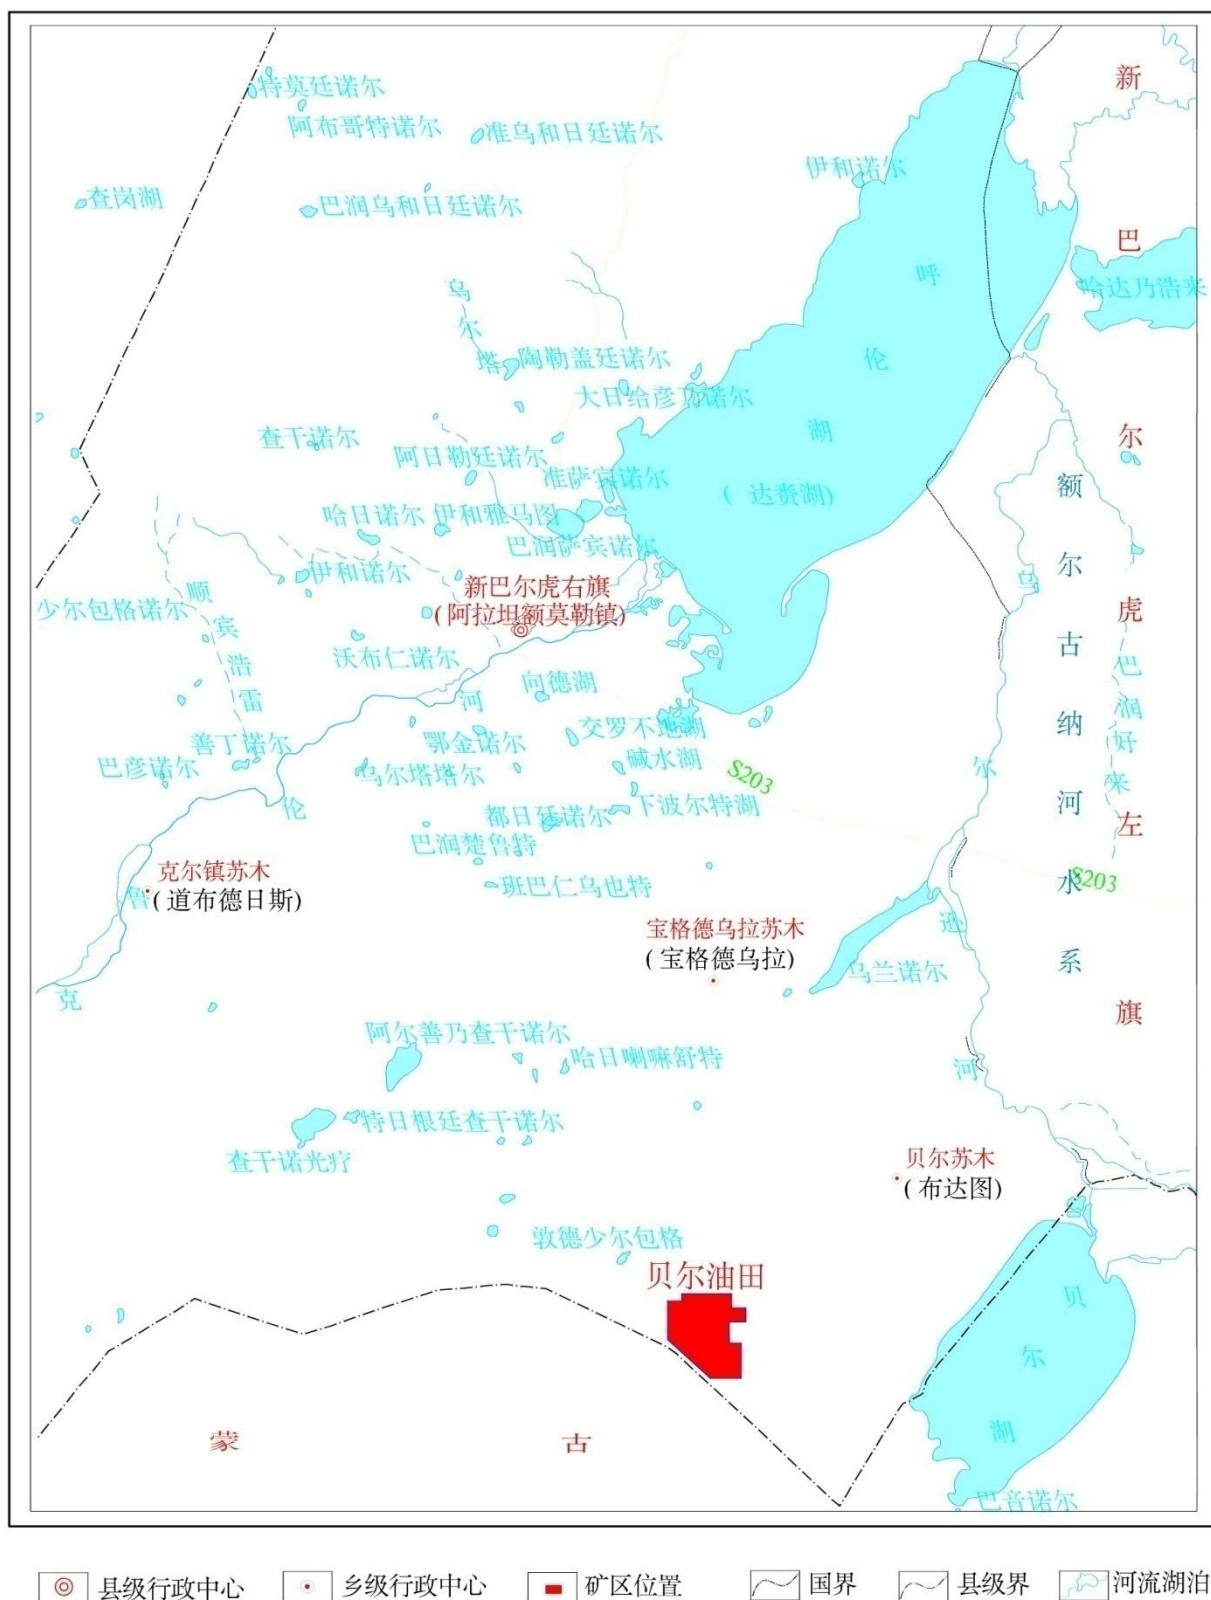 新
特莫廷诺尔
阿布哥特诺尔
准乌和日廷诺尔
伊和诺尔
查岗湖
巴润乌和日廷诺尔
巴
呼
哈达乃浩来
乌
尔
塔
陶勒盖廷诺尔
伦
大日给彦乃诺尔
湖
尔
查干诺尔
阿日勒廷诺尔
准萨宾诺尔
( 达赉湖)
额
哈日诺尔
伊和雅马图
巴润萨宾诺尔
尔
伊和诺尔
新巴尔虎右旗
(阿拉坦额莫勒镇)
乌
少尔包格诺尔
顺
宾
浩
雷
虎
古
沃布仁诺尔
向德湖
巴
润
好
来
河
纳
善丁诺尔
鄂金诺尔
交罗不地湖
巴彦诺尔
乌尔塔塔尔
碱水湖
S203
尔
河
伦
都日廷诺尔
下波尔特湖
左
巴润楚鲁特
克尔镇苏木
(道布德日斯)
鲁
班巴仁乌也特
水
S203
宝格德乌拉苏木
(宝格德乌拉)
逊
乌兰诺尔
系
克
旗
阿尔善乃查干诺尔
哈日喇嘛舒特
河
特日根廷查干诺尔
查干诺光疗
贝尔苏木
(布达图)
敦德少尔包格
贝尔油田
贝
尔
湖
蒙
古
巴音诺尔
县级行政中心
乡级行政中心
矿区位置
国界
县级界
河流湖泊